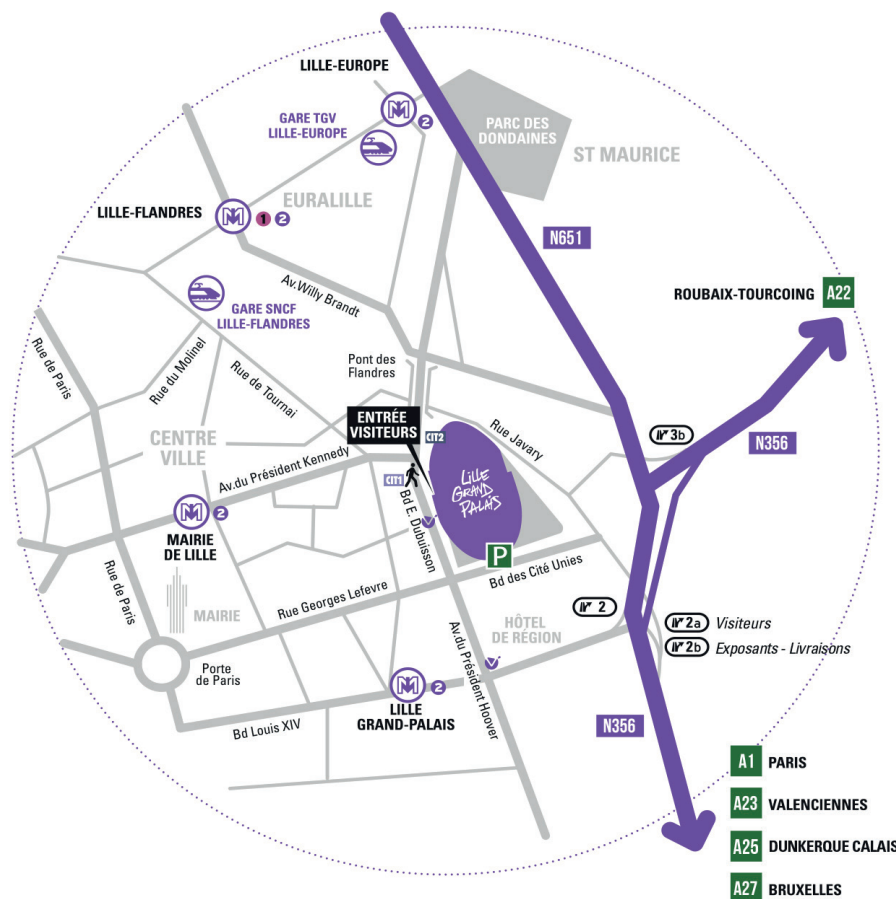 LILLE-EUROPE
2
GARE TGV
LILLE-EUROPE
PARC DES
DONDAINES
ST MAURICE
EURALILLE
LILLE-FLANDRES
1 2
N651
ROUBAIX-TOURCOING A22
Av.Willy Brandt
GARE SNCF
LILLE-FLANDRES
Rue de Paris
Rue du Molinel
Rue de Tournai
Pont des
Flandres
ENTRÉE
VISITEURS
CIT2
Rue Javary
3b
N356
CENTRE
VILLE
Av.du Président Kennedy
CIT1
LILLE
GRAND
PALAIS
Bd E. Dubuisson
2
MAIRIE
DE LILLE
P
Bd des Cité Unies
Rue de Paris
MAIRIE
Rue Georges Lefevre
HÔTEL
DE RÉGION
2
2a Visiteurs
2b Exposants - Livraisons
Porte
de Paris
Av.du Président Hoover
2
LILLE
GRAND-PALAIS
Bd Louis XIV
N356
A1 PARIS
A23 VALENCIENNES
A25 DUNKERQUE CALAIS
A27 BRUXELLES